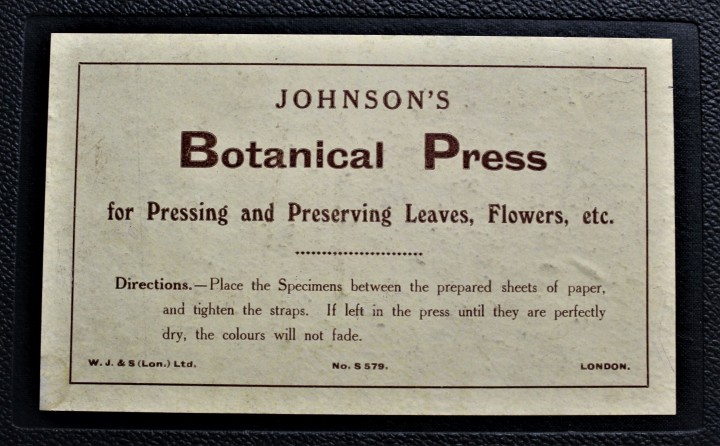 JOHNSON'S
Botanical Press
for Pressing and Preserving Leaves, Flowers, etc.
Directions.—Place the Specimens between the prepared sheets of paper,
and tighten the straps. If left in the press until they are perfectly
dry, the colours will not fade.
W. J. & S (Lon.) Ltd. No. S 579. LONDON.